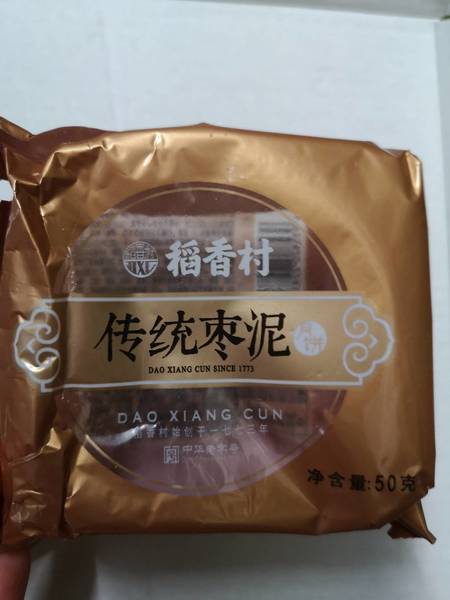 稻香村
传统枣泥
月饼
DAO XIANG CUN SINCE 1773
DAO XIANG CUN
稻香村始创于一七七三年
中华老字号
净含量:50克